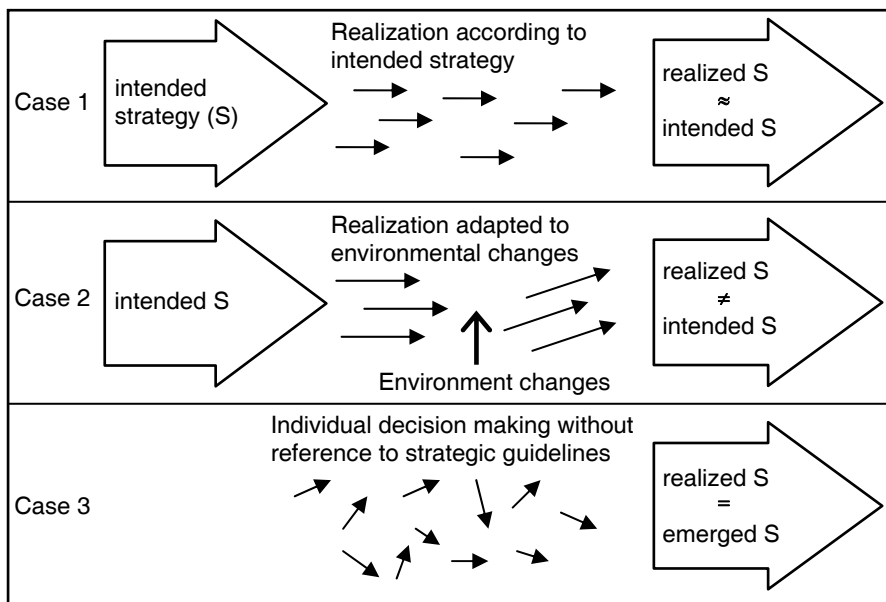 Case 1
intended
strategy (S)
Realization according to
intended strategy
realized S
≈
intended S
Case 2
intended S
Realization adapted to
environmental changes
Environment changes
realized S
≠
intended S
Case 3
Individual decision making without
reference to strategic guidelines
realized S
=
emerged S